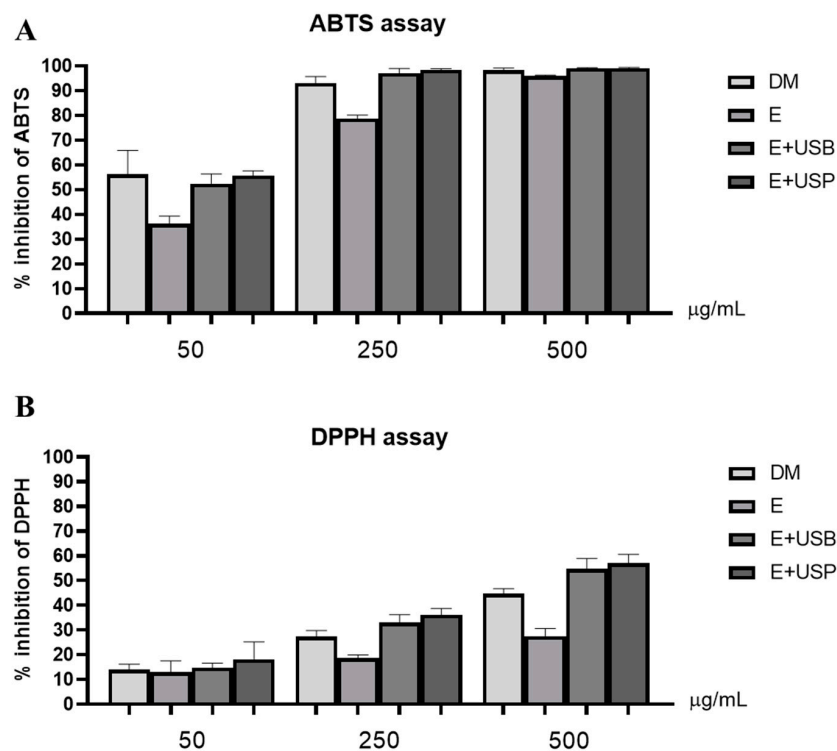 A
ABTS assay
% inhibition of ABTS
100
90
80
70
60
50
40
30
20
10
0
50
250
500
μg/mL
DM
E
E+USB
E+USP
B
DPPH assay
% inhibition of DPPH
100
90
80
70
60
50
40
30
20
10
0
50
250
500
μg/mL
DM
E
E+USB
E+USP